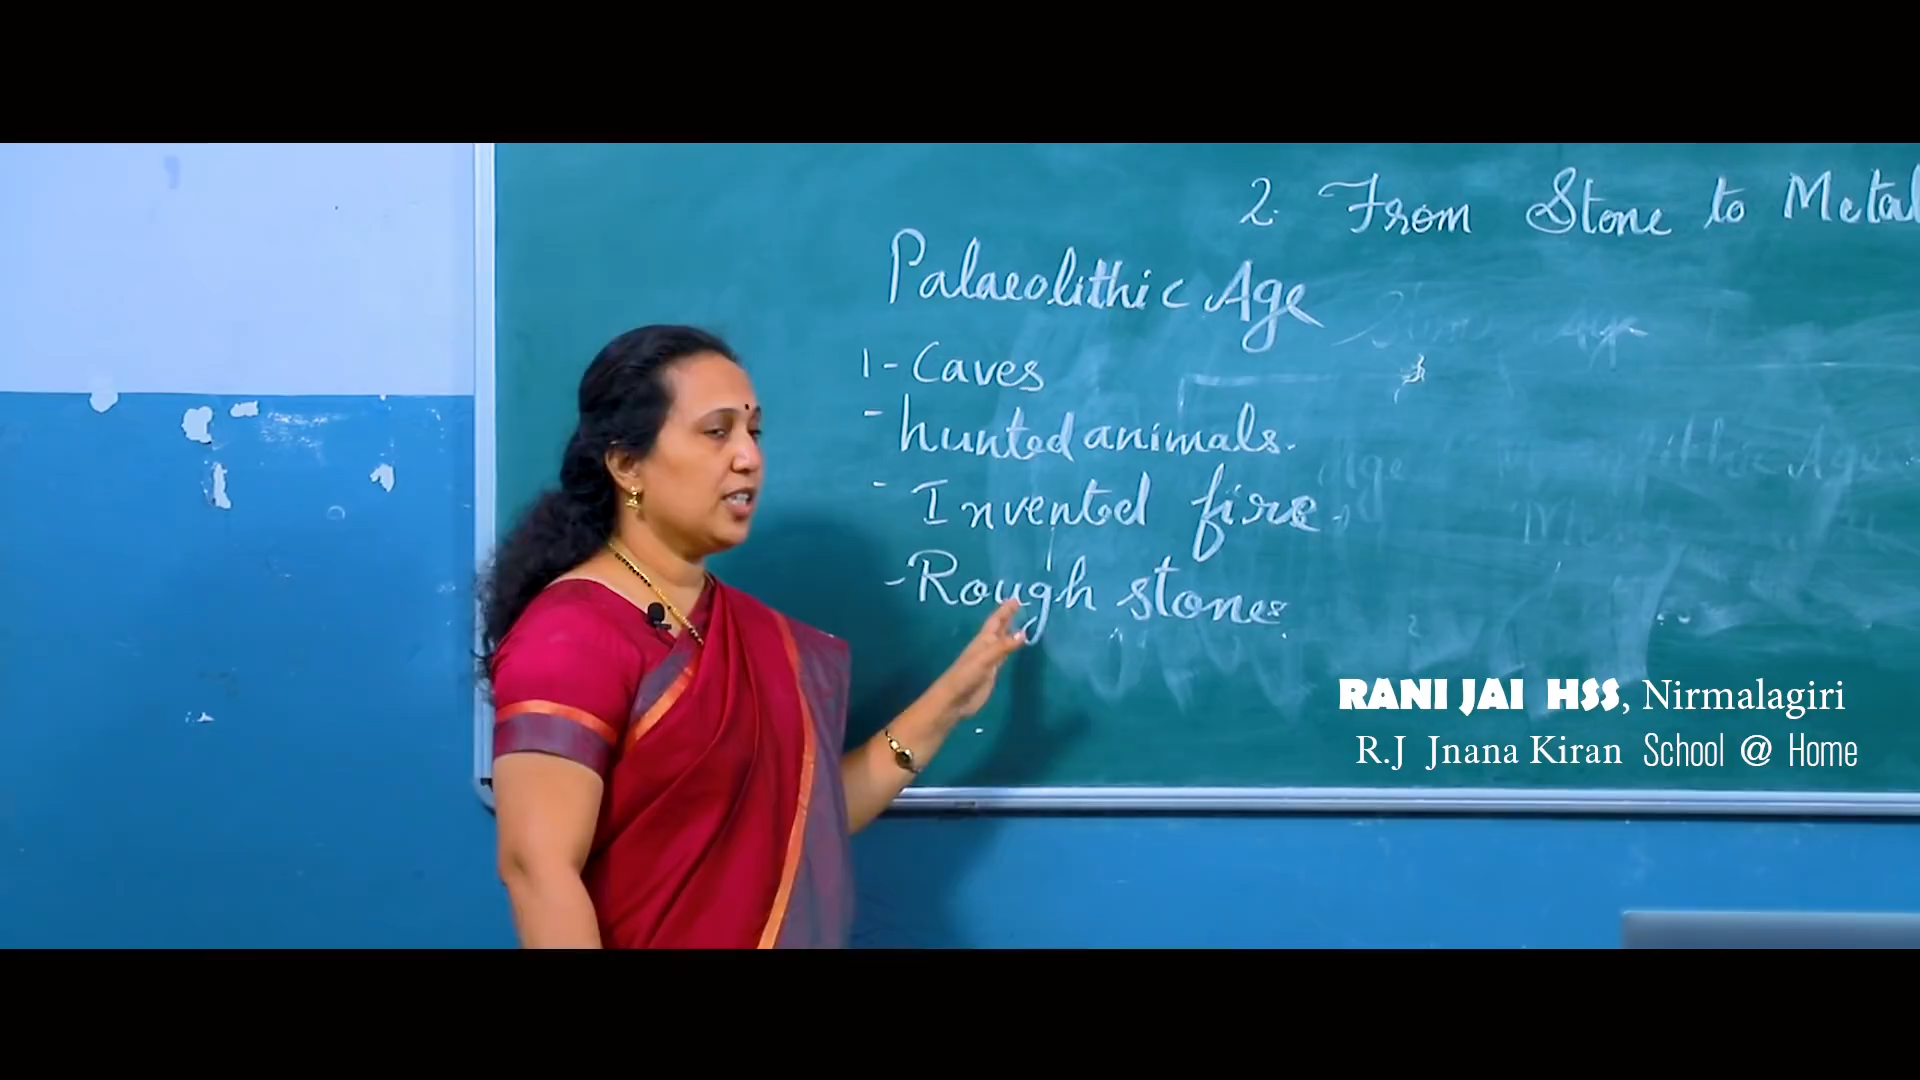 2. From Stone to Metal
Palaeolithic Age
1- Caves
- hunted animals.
- Invented fire.
- Rough stones.
RANI JAI HSS, Nirmalagiri
R.J Jnana Kiran School @ Home